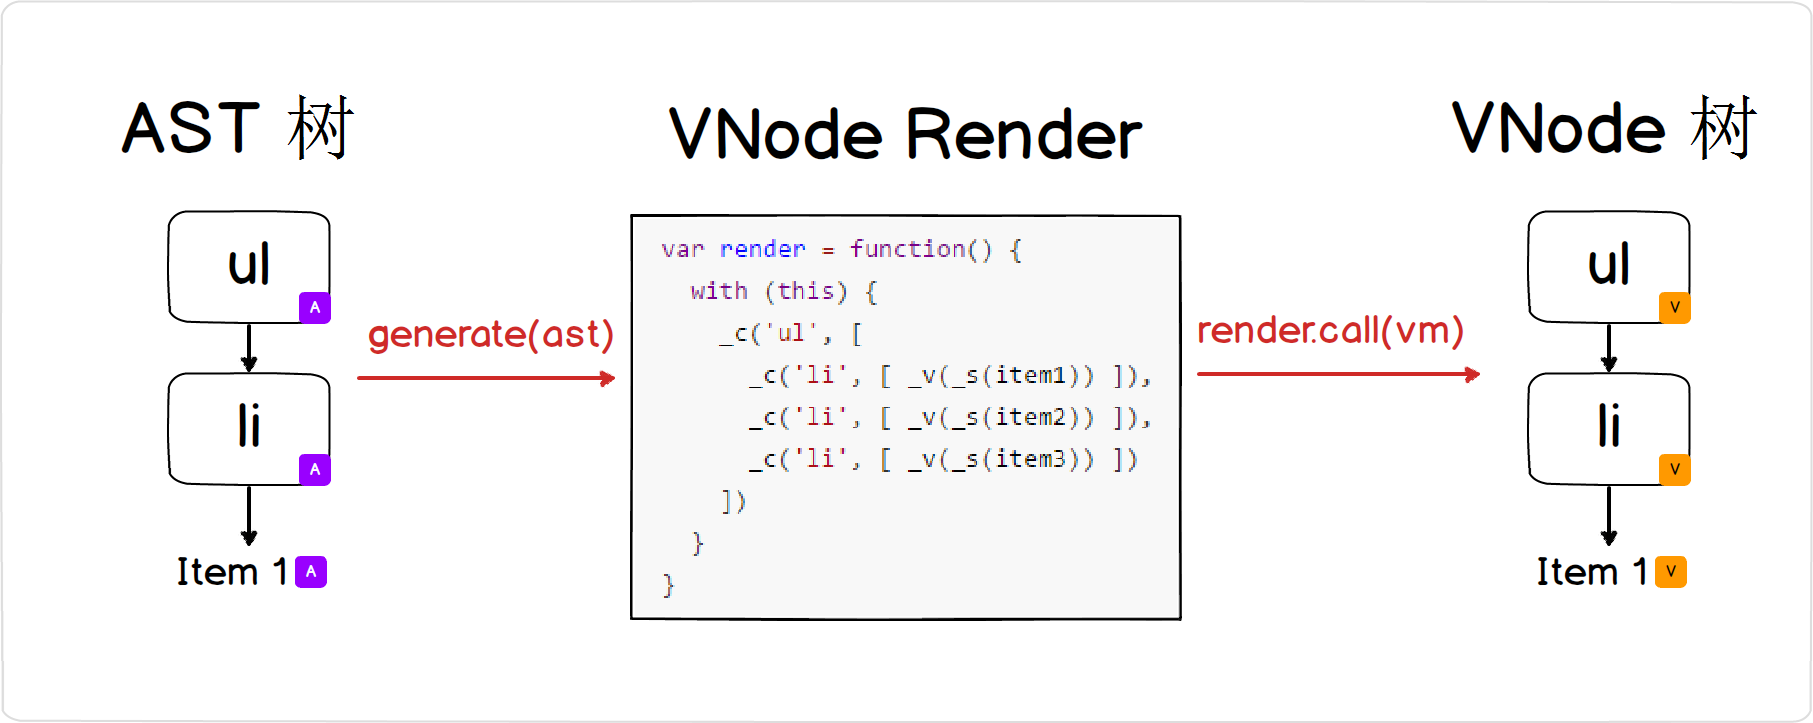 AST 树
ul
A
li
A
Item 1
A
generate(ast)
VNode Render
var render = function() {
with (this) {
_c('ul', [
_c('li', [ _v(_s(item1)) ]),
_c('li', [ _v(_s(item2)) ]),
_c('li', [ _v(_s(item3)) ])
])
}
}
render.call(vm)
VNode 树
ul
V
li
V
Item 1
V